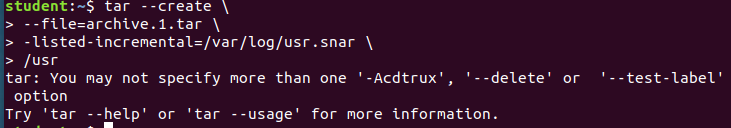 student:~$ tar --create \
> --file=archive.1.tar \
> -listed-incremental=/var/log/usr.snar \
> /usr
tar: You may not specify more than one '-Acdtrux', '--delete' or  '--test-label'
 option
Try 'tar --help' or 'tar --usage' for more information.
student:~$